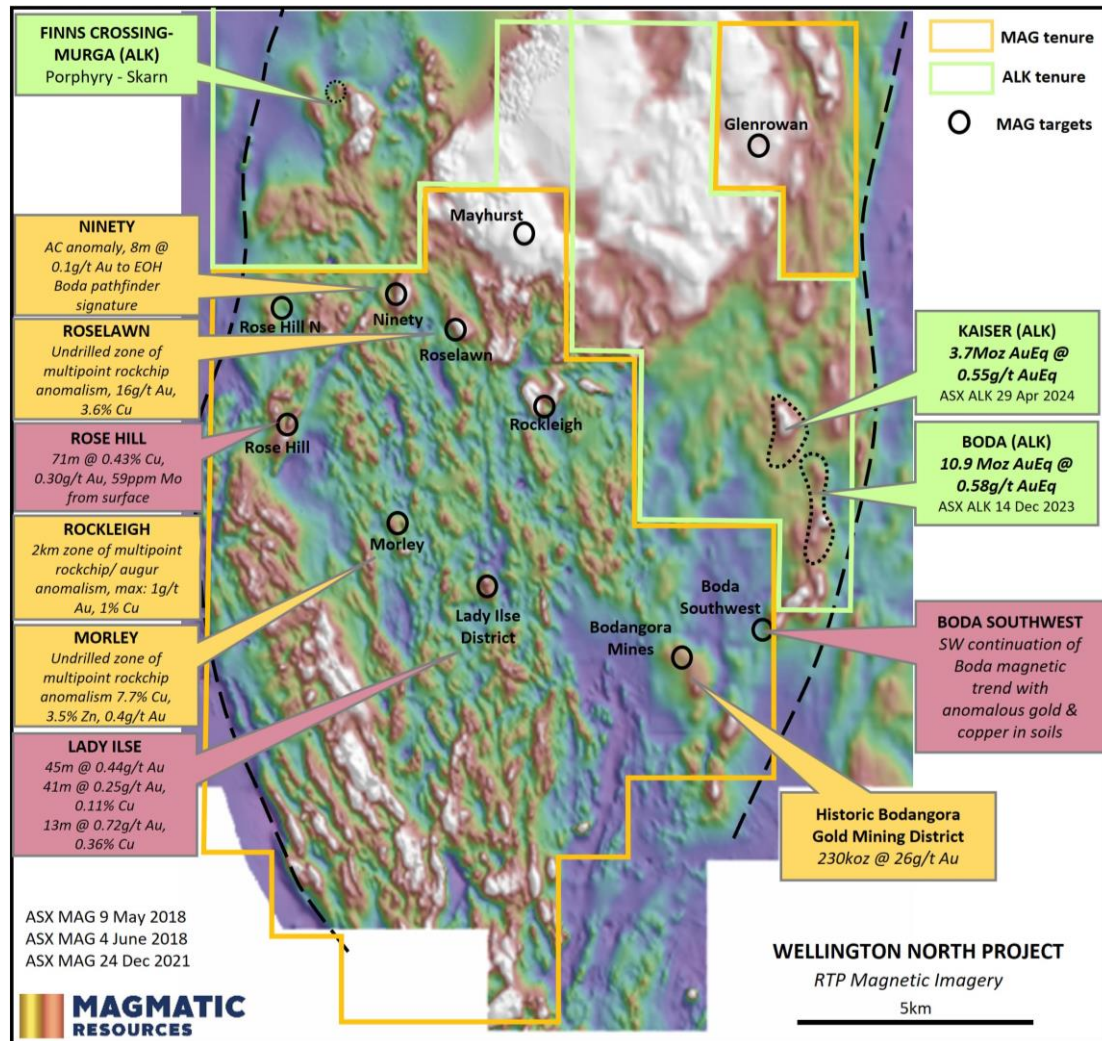 FINNS CROSSING-
MURGA (ALK)
Porphyry - Skarn
NINETY
AC anomaly, 8m @
0.1g/t Au to EOH
Boda pathfinder
signature
ROSELAWN
Undrilled zone of
multipoint rockchip
anomalism, 16g/t Au,
3.6% Cu
ROSE HILL
71m @ 0.43% Cu,
0.30g/t Au, 59ppm Mo
from surface
ROCKLEIGH
2km zone of multipoint
rockchip/ augur
anomalism, max: 1g/t
Au, 1% Cu
MORLEY
Undrilled zone of
multipoint rockchip
anomalism 7.7% Cu,
3.5% Zn, 0.4g/t Au
LADY ILSE
45m @ 0.44g/t Au
41m @ 0.25g/t Au,
0.11% Cu
13m @ 0.72g/t Au,
0.36% Cu
Glenrowan
Mayhurst
Rose Hill N
Ninety
Roselawn
Rose Hill
Rockleigh
Morley
Lady Ilse
District
Bodangora
Mines
Boda
Southwest
MAG tenure
ALK tenure
MAG targets
KAISER (ALK)
3.7Moz AuEq @
0.55g/t AuEq
ASX ALK 29 Apr 2024
BODA (ALK)
10.9 Moz AuEq @
0.58g/t AuEq
ASX ALK 14 Dec 2023
BODA SOUTHWEST
SW continuation of
Boda magnetic
trend with
anomalous gold &
copper in soils
Historic Bodangora
Gold Mining District
230koz @ 26g/t Au
ASX MAG 9 May 2018
ASX MAG 4 June 2018
ASX MAG 24 Dec 2021
MAGMATIC
RESOURCES
WELLINGTON NORTH PROJECT
RTP Magnetic Imagery
5km